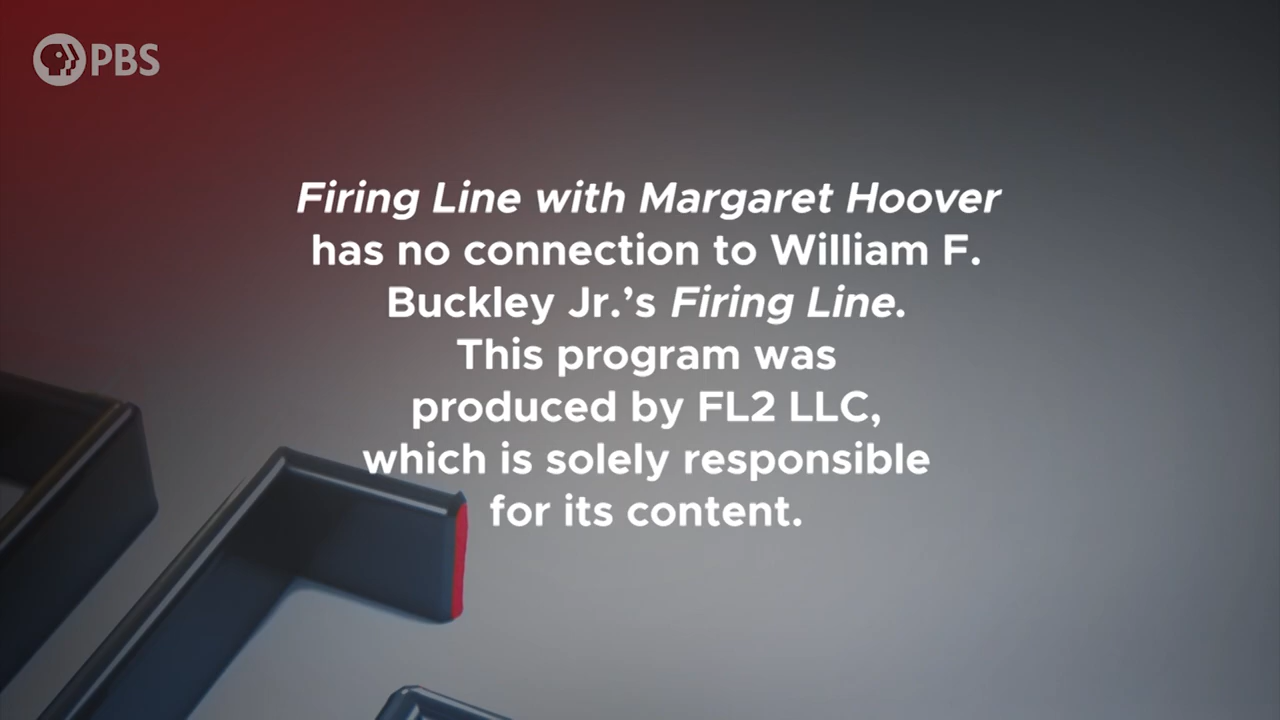 PBS
Firing Line with Margaret Hoover
has no connection to William F.
Buckley Jr.’s Firing Line.
This program was
produced by FL2 LLC,
which is solely responsible
for its content.